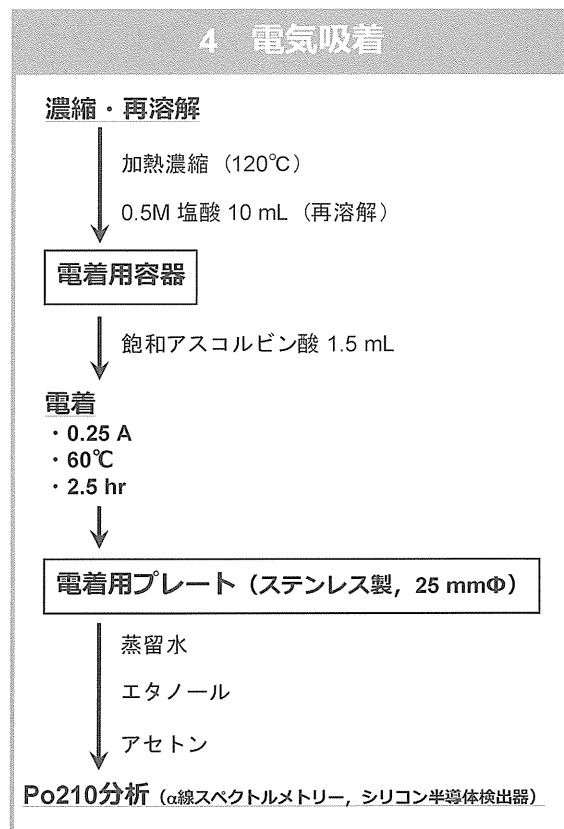 4 電気吸着
濃縮・再溶解
加熱濃縮（120℃）
0.5M 塩酸 10 mL（再溶解）
電着用容器
飽和アスコルビン酸 1.5 mL
電着
・0.25 A
・60℃
・2.5 hr
電着用プレート（ステンレス製，25 mmΦ）
蒸留水
エタノール
アセトン
Po210分析（α線スペクトルメトリー，シリコン半導体検出器）